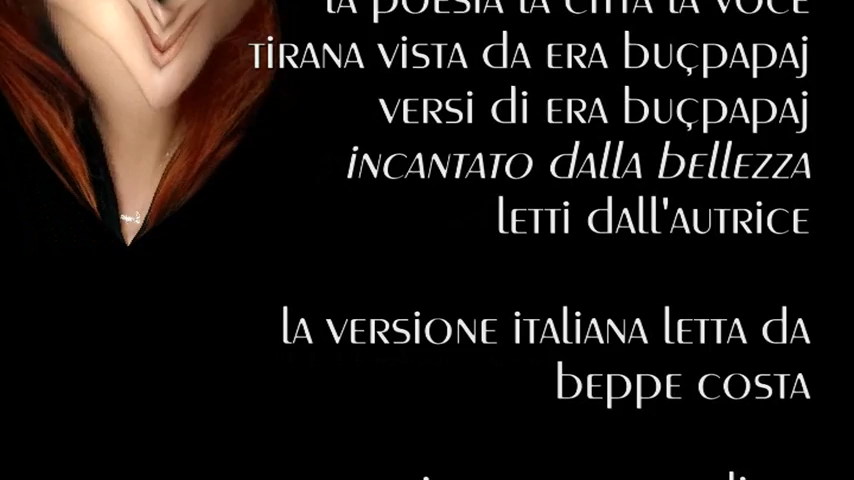 la poesia la città la voce
tirana vista da era buçpapaj
versi di era buçpapaj
incantato dalla bellezza
letti dall'autrice
la versione italiana letta da
beppe costa